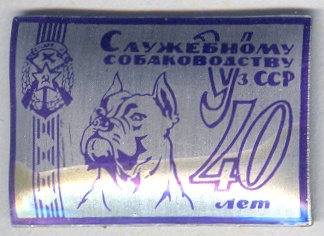 Служебному
собаководству
УзССР
40
лет